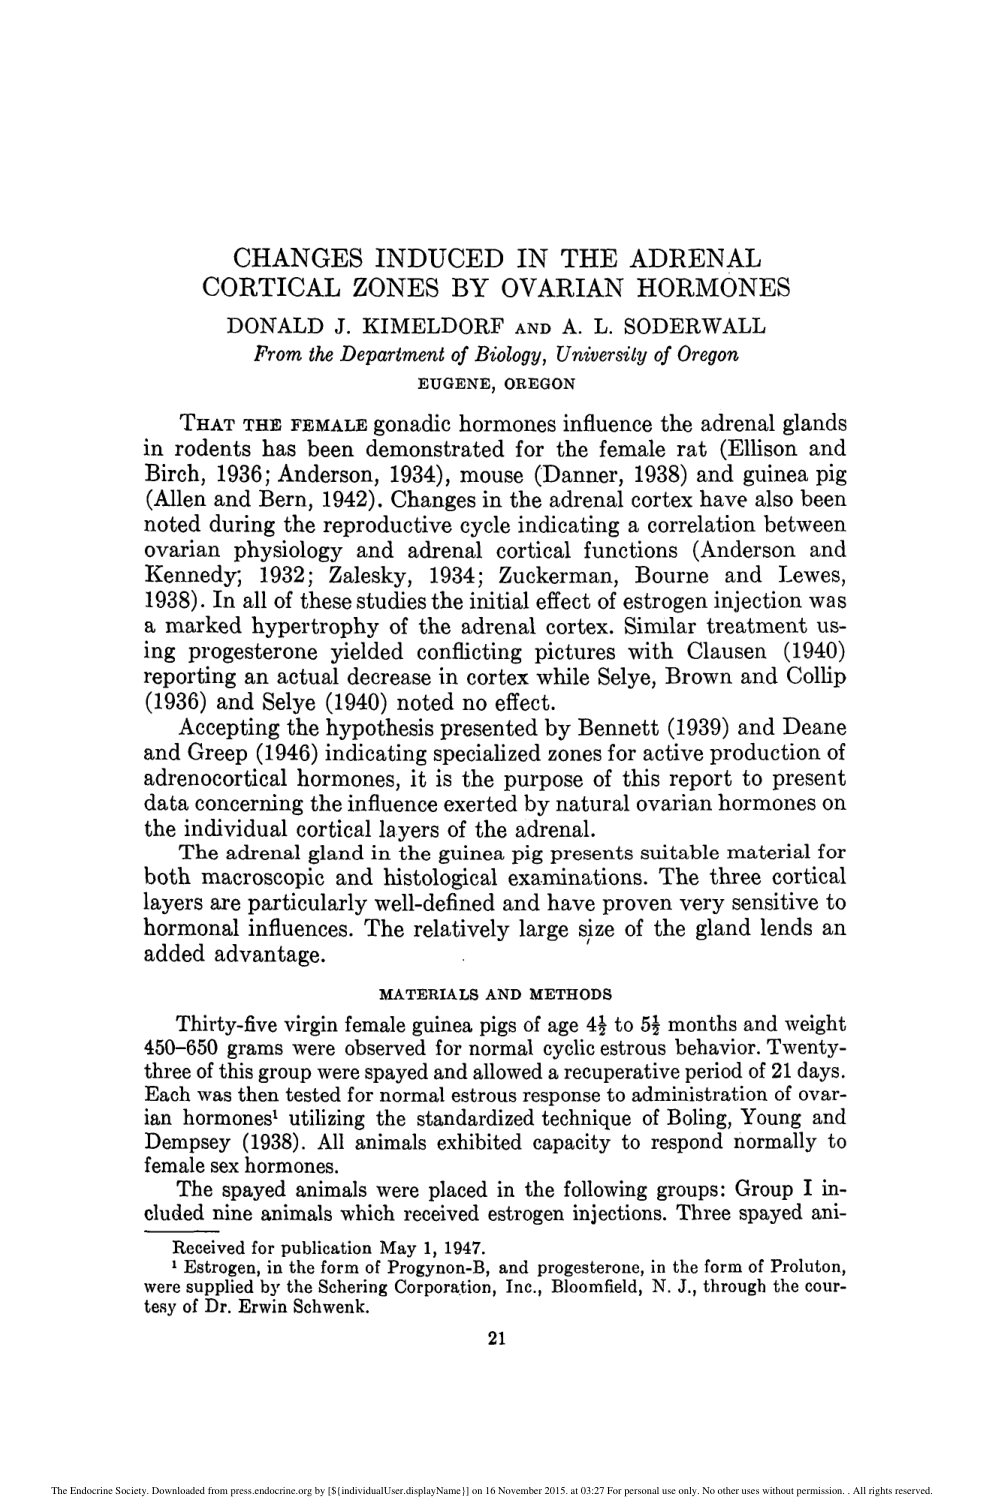 CHANGES INDUCED IN THE ADRENAL
CORTICAL ZONES BY OVARIAN HORMONES
DONALD J. KIMELDORF AND A. L. SODERWALL
From the Department of Biology, University of Oregon
EUGENE, OREGON
THAT THE FEMALE gonadic hormones influence the adrenal glands
in rodents has been demonstrated for the female rat (Ellison and
Birch, 1936; Anderson, 1934), mouse (Danner, 1938) and guinea pig
(Allen and Bern, 1942). Changes in the adrenal cortex have also been
noted during the reproductive cycle indicating a correlation between
ovarian physiology and adrenal cortical functions (Anderson and
Kennedy, 1932; Zalesky, 1934; Zuckerman, Bourne and Lewes,
1938). In all of these studies the initial effect of estrogen injection was
a marked hypertrophy of the adrenal cortex. Similar treatment us-
ing progesterone yielded conflicting pictures with Clausen (1940)
reporting an actual decrease in cortex while Selye, Brown and Collip
(1936) and Selye (1940) noted no effect.
Accepting the hypothesis presented by Bennett (1939) and Deane
and Greep (1946) indicating specialized zones for active production of
adrenocortical hormones, it is the purpose of this report to present
data concerning the influence exerted by natural ovarian hormones on
the individual cortical layers of the adrenal.
The adrenal gland in the guinea pig presents suitable material for
both macroscopic and histological examinations. The three cortical
layers are particularly well-defined and have proven very sensitive to
hormonal influences. The relatively large size of the gland lends an
added advantage.
MATERIALS AND METHODS
Thirty-five virgin female guinea pigs of age 4½ to 5½ months and weight
450–650 grams were observed for normal cyclic estrous behavior. Twenty-
three of this group were spayed and allowed a recuperative period of 21 days.
Each was then tested for normal estrous response to administration of ovar-
ian hormones¹ utilizing the standardized technique of Boling, Young and
Dempsey (1938). All animals exhibited capacity to respond normally to
female sex hormones.
The spayed animals were placed in the following groups: Group I in-
cluded nine animals which received estrogen injections. Three spayed ani-
Received for publication May 1, 1947.
¹ Estrogen, in the form of Progynon-B, and progesterone, in the form of Proluton,
were supplied by the Schering Corporation, Inc., Bloomfield, N. J., through the cour-
tesy of Dr. Erwin Schwenk.
21
The Endocrine Society. Downloaded from press.endocrine.org by [${individualUser.displayName}] on 16 November 2015. at 03:27 For personal use only. No other uses without permission. . All rights reserved.